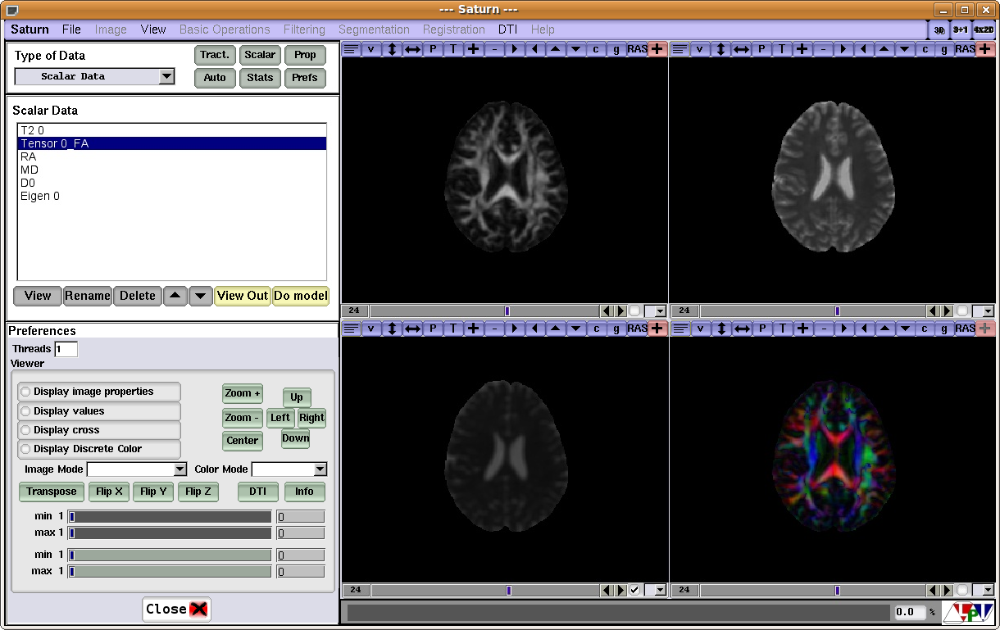 --- Saturn ---
Saturn File Image View Basic Operations Filtering Segmentation Registration DTI Help 3D 3+1 4x2D
Type of Data
Scalar Data
Tract. Scalar Prop
Auto Stats Prefs
Scalar Data
T2 0
Tensor 0_FA
RA
MD
D0
Eigen 0
View Rename Delete View Out Do model
Preferences
Threads 1
Viewer
Display image properties
Display values
Display cross
Display Discrete Color
Zoom + Up
Zoom - Left Right
Center Down
Image Mode Color Mode
Transpose Flip X Flip Y Flip Z DTI Info
min 1 0
max 1 0
min 1 0
max 1 0
Close
v P T + - c g RAS +
24
v P T + - c g RAS +
24
v P T + - c g RAS +
24
v P T + - c g RAS +
24
0.0 %
LPI